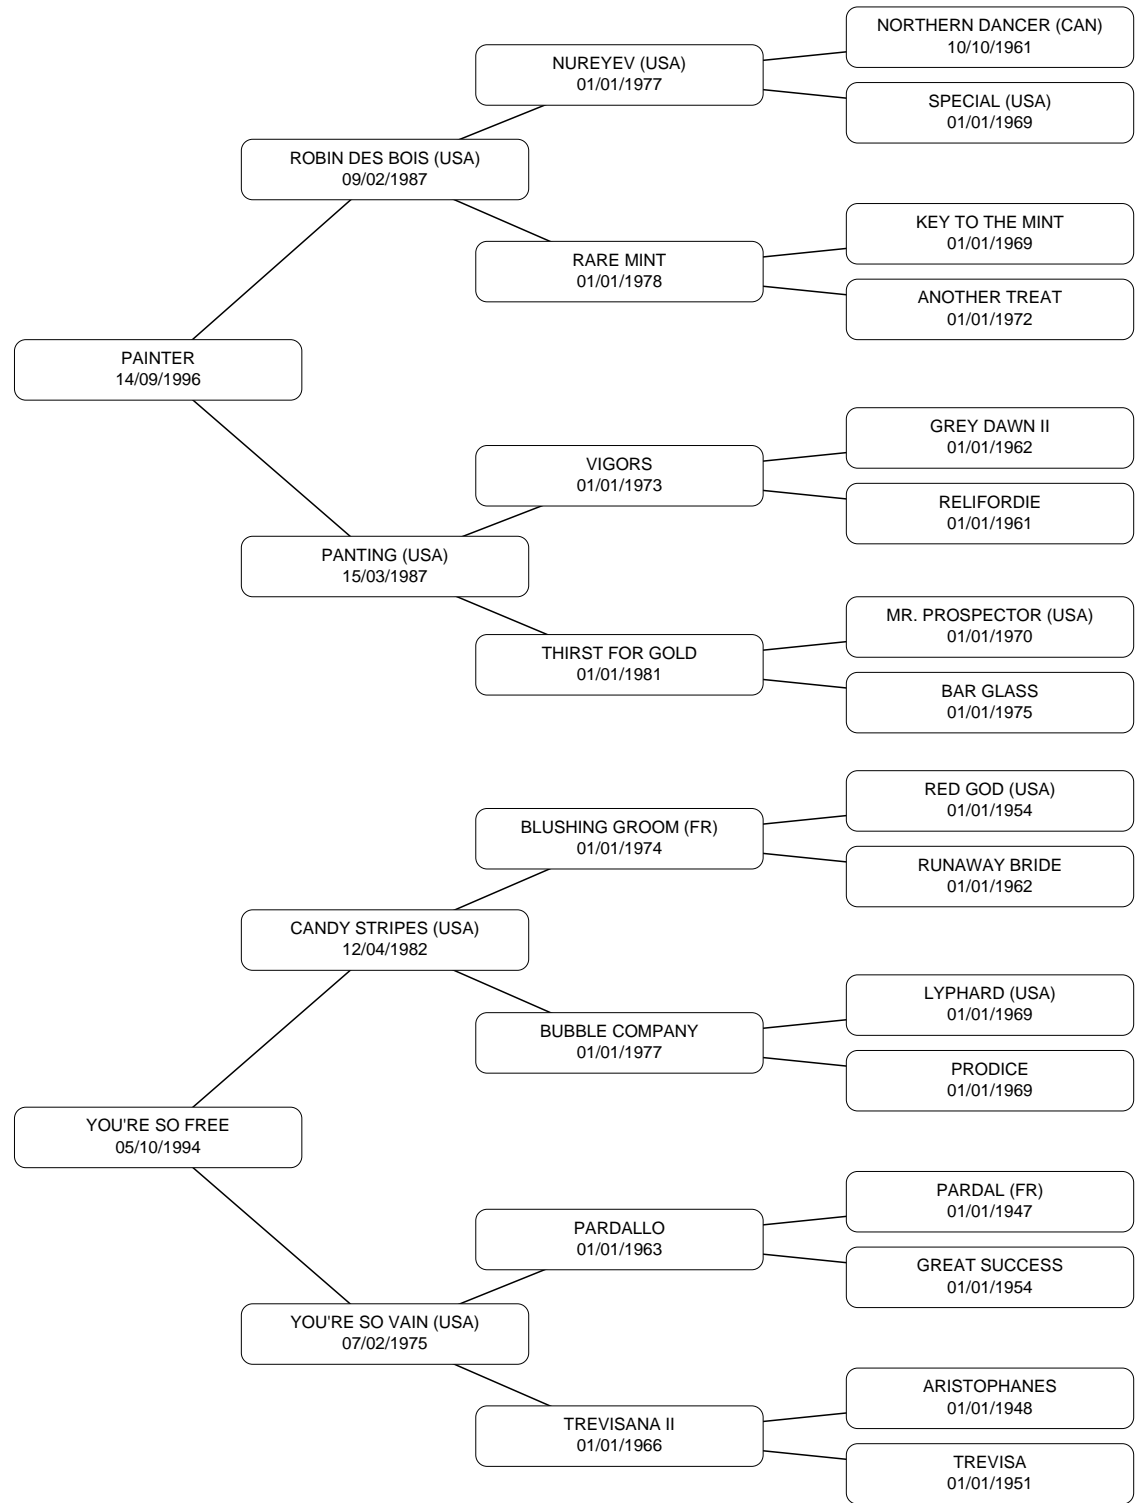 NORTHERN DANCER (CAN)
10/10/1961
NUREYEV (USA)
01/01/1977
SPECIAL (USA)
01/01/1969
ROBIN DES BOIS (USA)
09/02/1987
KEY TO THE MINT
01/01/1969
RARE MINT
01/01/1978
ANOTHER TREAT
01/01/1972
PAINTER
14/09/1996
GREY DAWN II
01/01/1962
VIGORS
01/01/1973
RELIFORDIE
01/01/1961
PANTING (USA)
15/03/1987
MR. PROSPECTOR (USA)
01/01/1970
THIRST FOR GOLD
01/01/1981
BAR GLASS
01/01/1975
RED GOD (USA)
01/01/1954
BLUSHING GROOM (FR)
01/01/1974
RUNAWAY BRIDE
01/01/1962
CANDY STRIPES (USA)
12/04/1982
LYPHARD (USA)
01/01/1969
BUBBLE COMPANY
01/01/1977
PRODICE
01/01/1969
YOU'RE SO FREE
05/10/1994
PARDAL (FR)
01/01/1947
PARDALLO
01/01/1963
GREAT SUCCESS
01/01/1954
YOU'RE SO VAIN (USA)
07/02/1975
ARISTOPHANES
01/01/1948
TREVISANA II
01/01/1966
TREVISA
01/01/1951